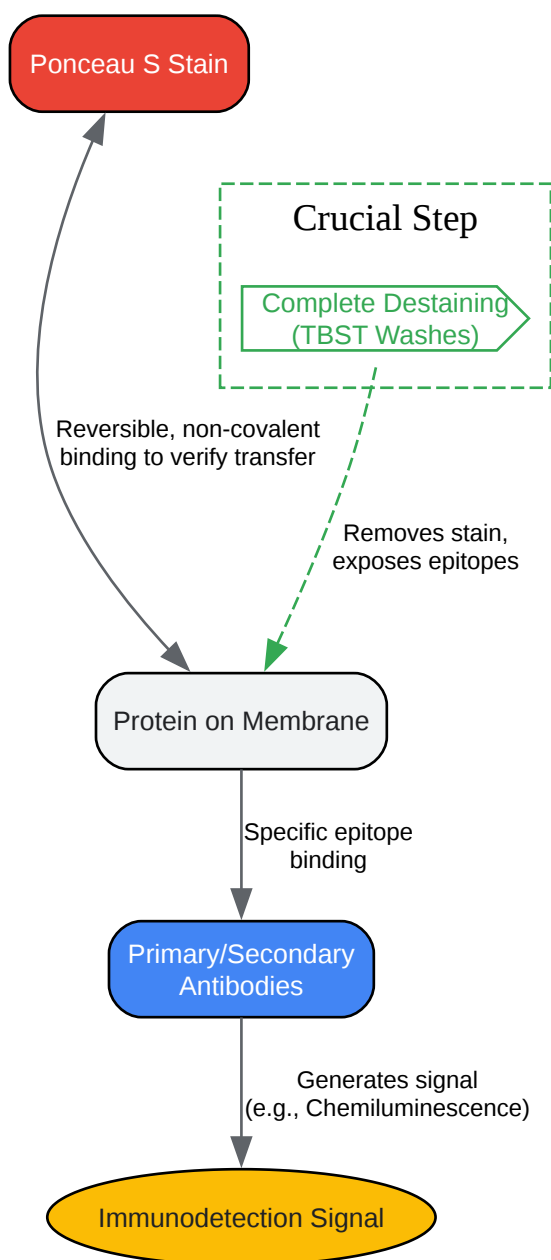 Ponceau S Stain
Crucial Step
Complete Destaining
(TBST Washes)
Reversible, non-covalent
binding to verify transfer
Removes stain,
exposes epitopes
Protein on Membrane
Specific epitope
binding
Primary/Secondary
Antibodies
Generates signal
(e.g., Chemiluminescence)
Immunodetection Signal